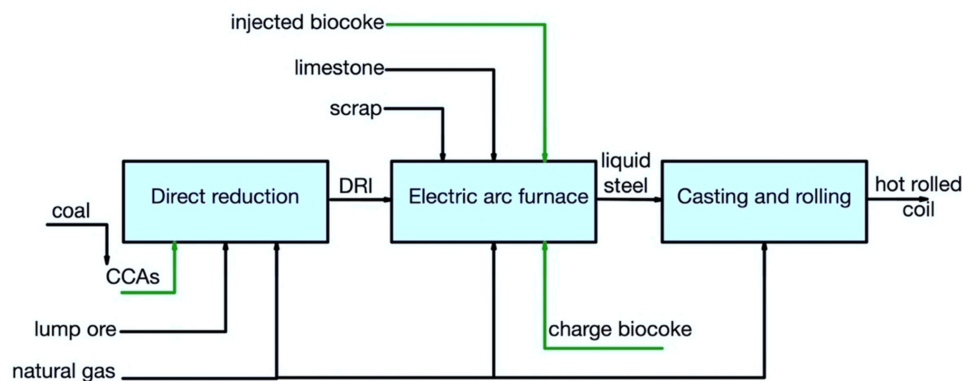 injected biocoke
limestone
scrap
Direct reduction
DRI
Electric arc furnace
liquid
steel
Casting and rolling
hot rolled
coil
coal
CCAs
lump ore
charge biocoke
natural gas